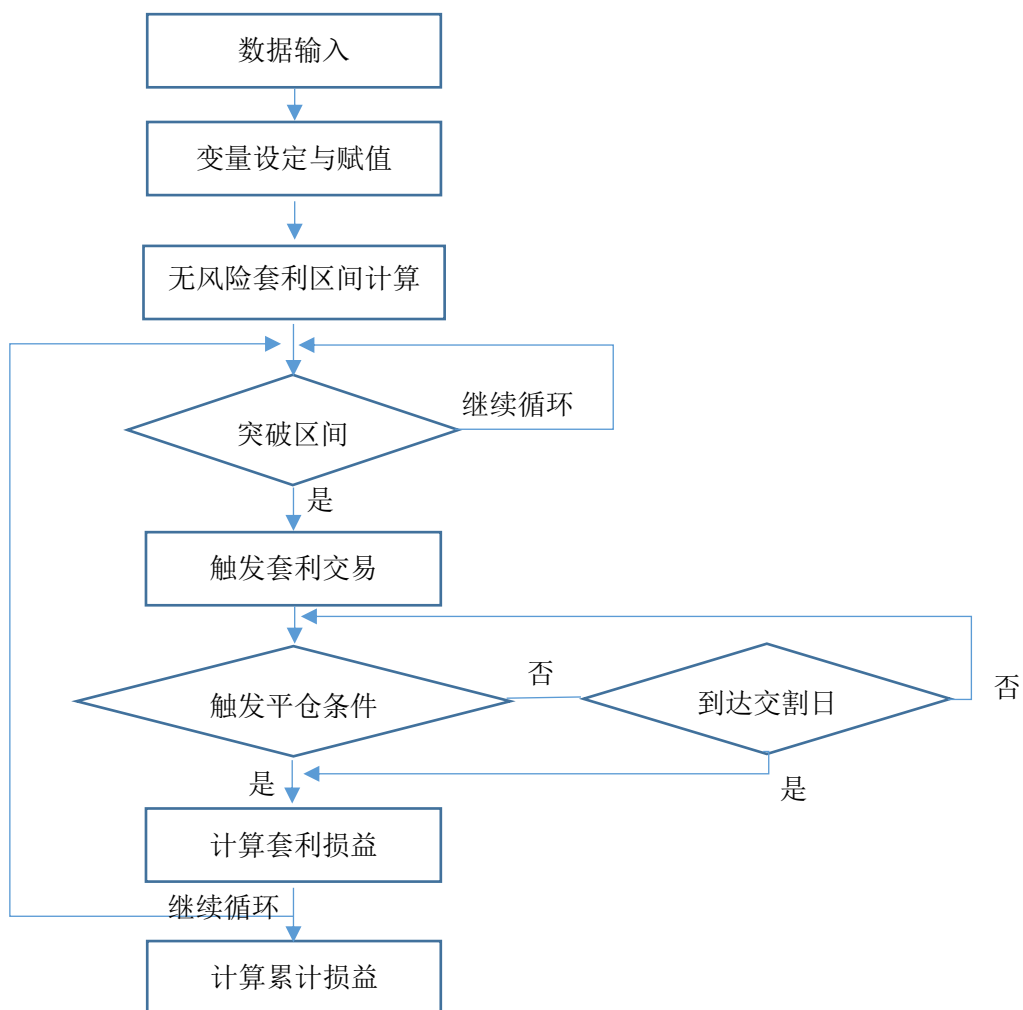 数据输入
变量设定与赋值
无风险套利区间计算
继续循环
突破区间
是
触发套利交易
否
触发平仓条件
到达交割日
否
是
是
计算套利损益
继续循环
计算累计损益